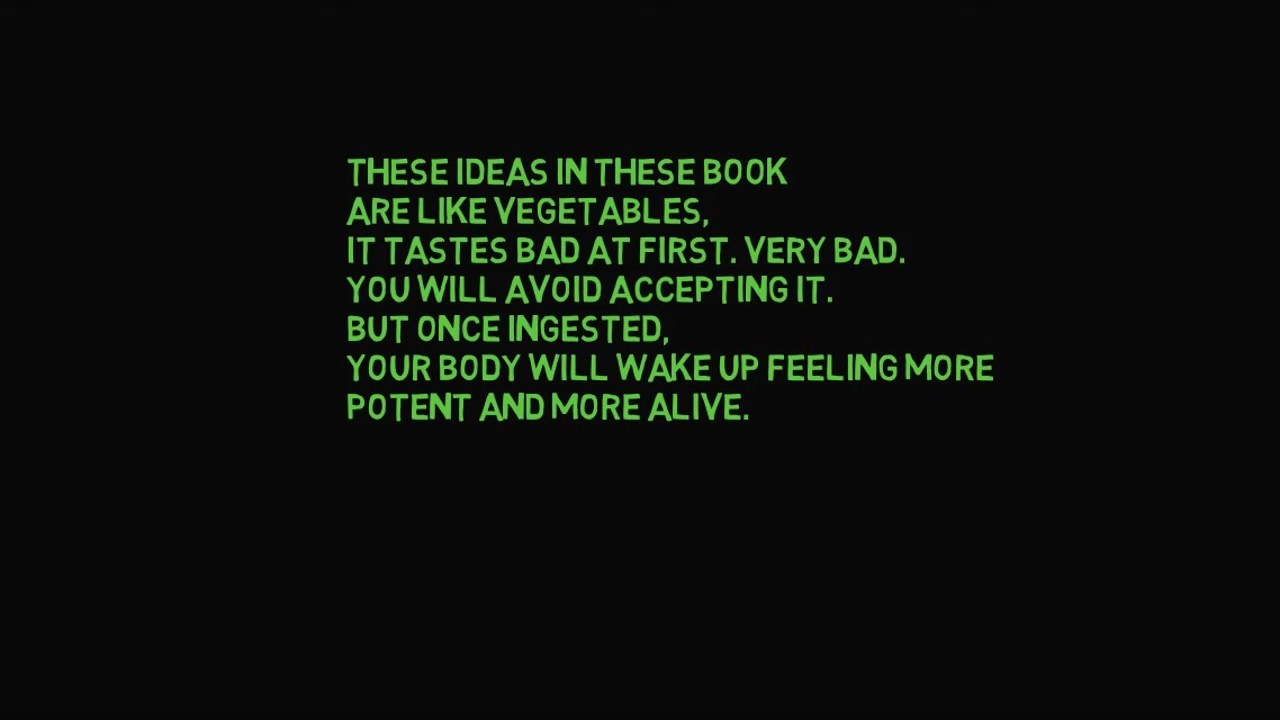 THESE IDEAS IN THESE BOOK
ARE LIKE VEGETABLES,
IT TASTES BAD AT FIRST. VERY BAD.
YOU WILL AVOID ACCEPTING IT.
BUT ONCE INGESTED,
YOUR BODY WILL WAKE UP FEELING MORE
POTENT AND MORE ALIVE.